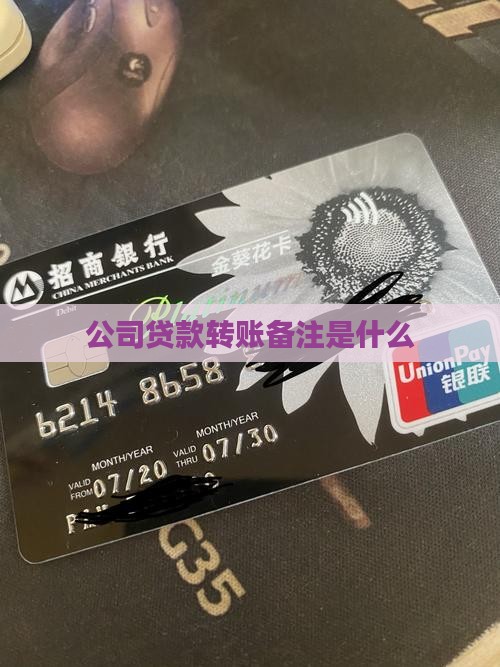 招商银行
CHINA MERCHANTS BANK
金葵花卡
Debit
Platinum
公司贷款转账备注是什么
6214 8658
UnionPay
银联
MONTH/YEAR
MONTH/YEAR
VALID FROM 07/20
VALID THRU 07/30
G35